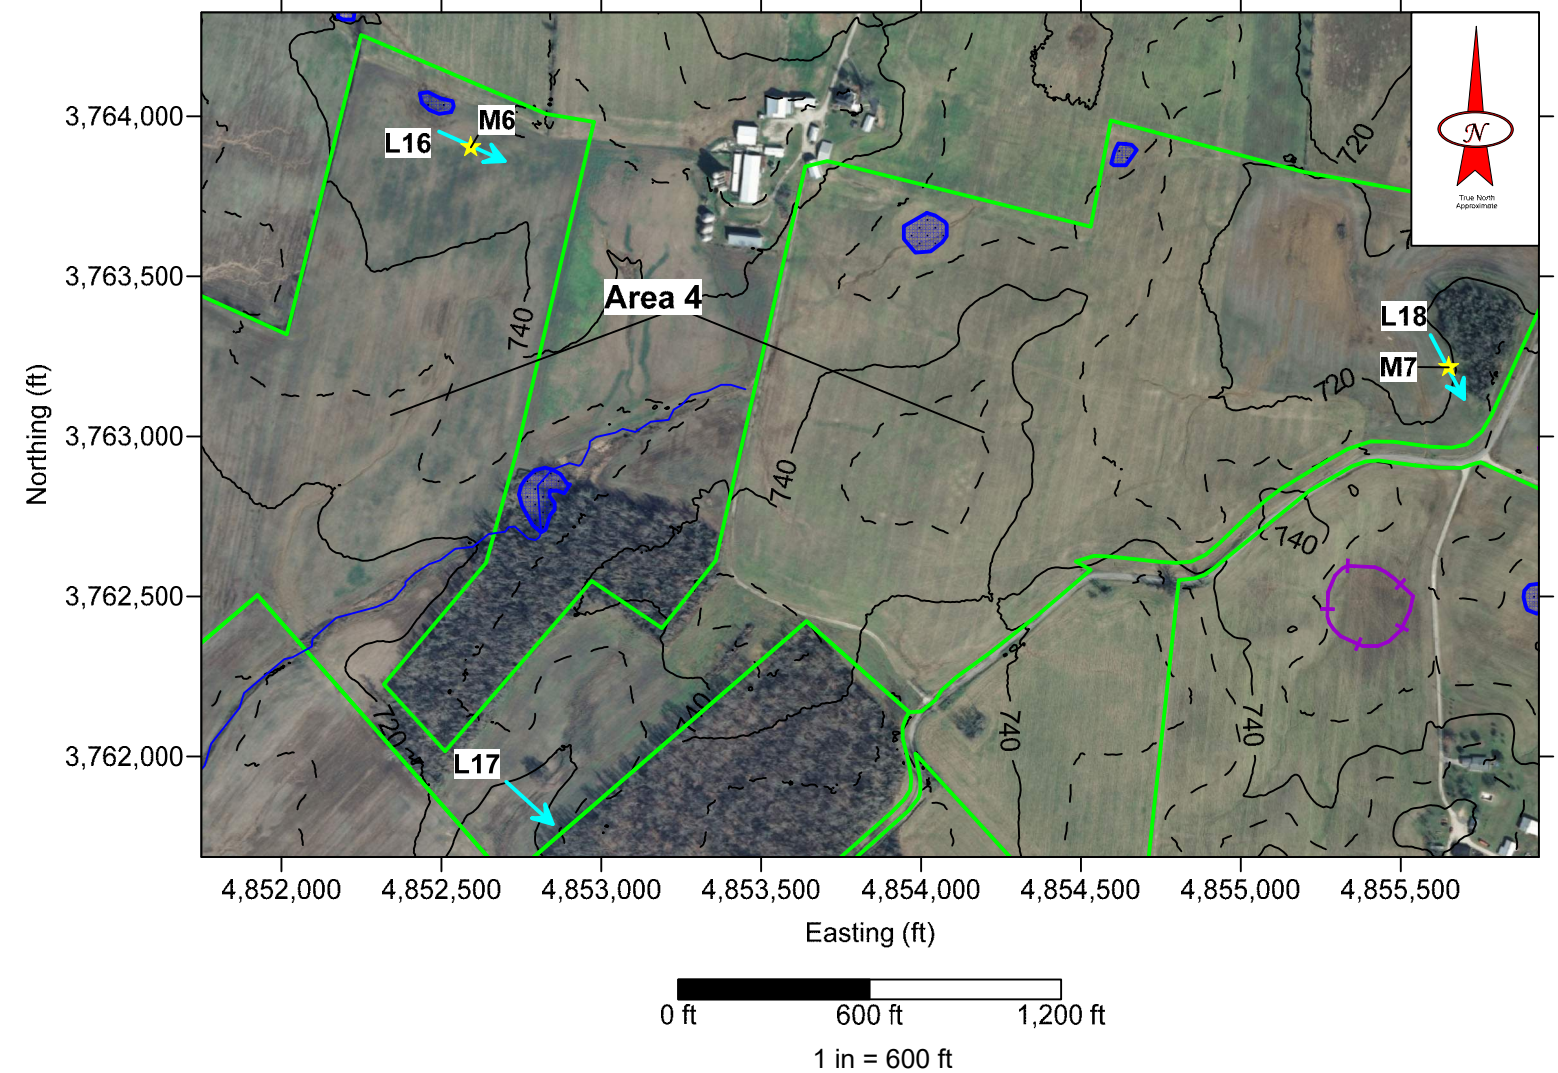 3,764,000
3,763,500
3,763,000
3,762,500
3,762,000
Northing (ft)
M6
L16
720
N
True North
Approximate
740
Area 4
L18
M7
720
740
740
720
740
L17
740
740
4,852,000
4,852,500
4,853,000
4,853,500
4,854,000
4,854,500
4,855,000
4,855,500
Easting (ft)
0 ft
600 ft
1,200 ft
1 in = 600 ft